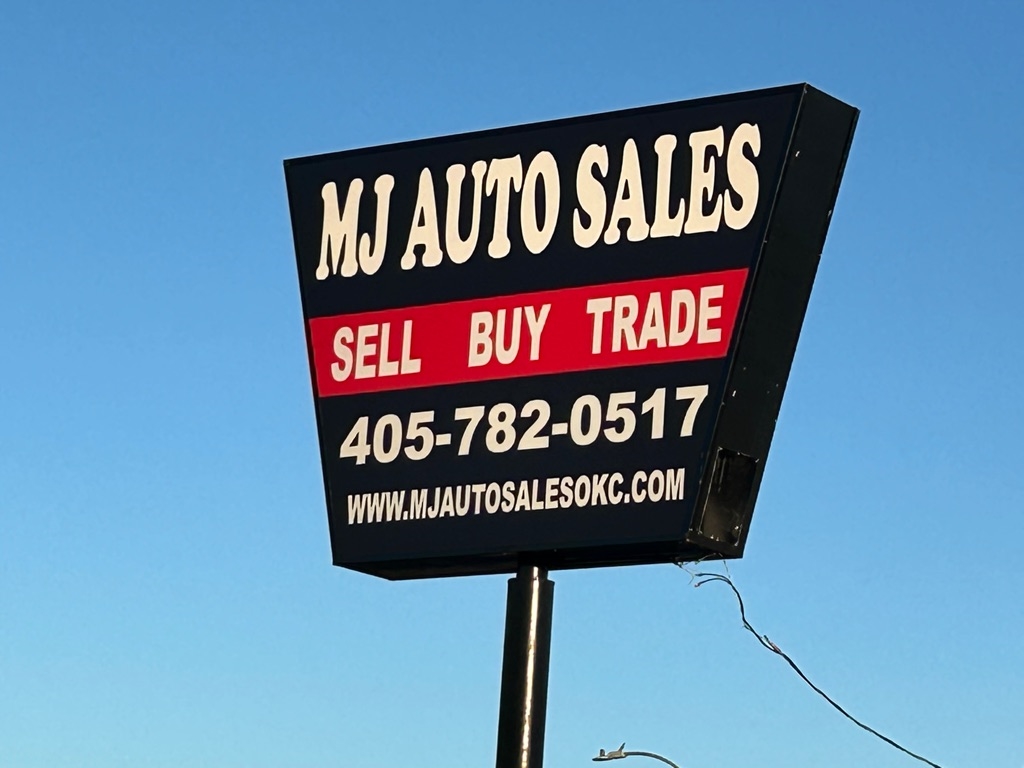 MJ AUTO SALES
SELL BUY TRADE
405-782-0517
WWW.MJAUTOSALESOKC.COM